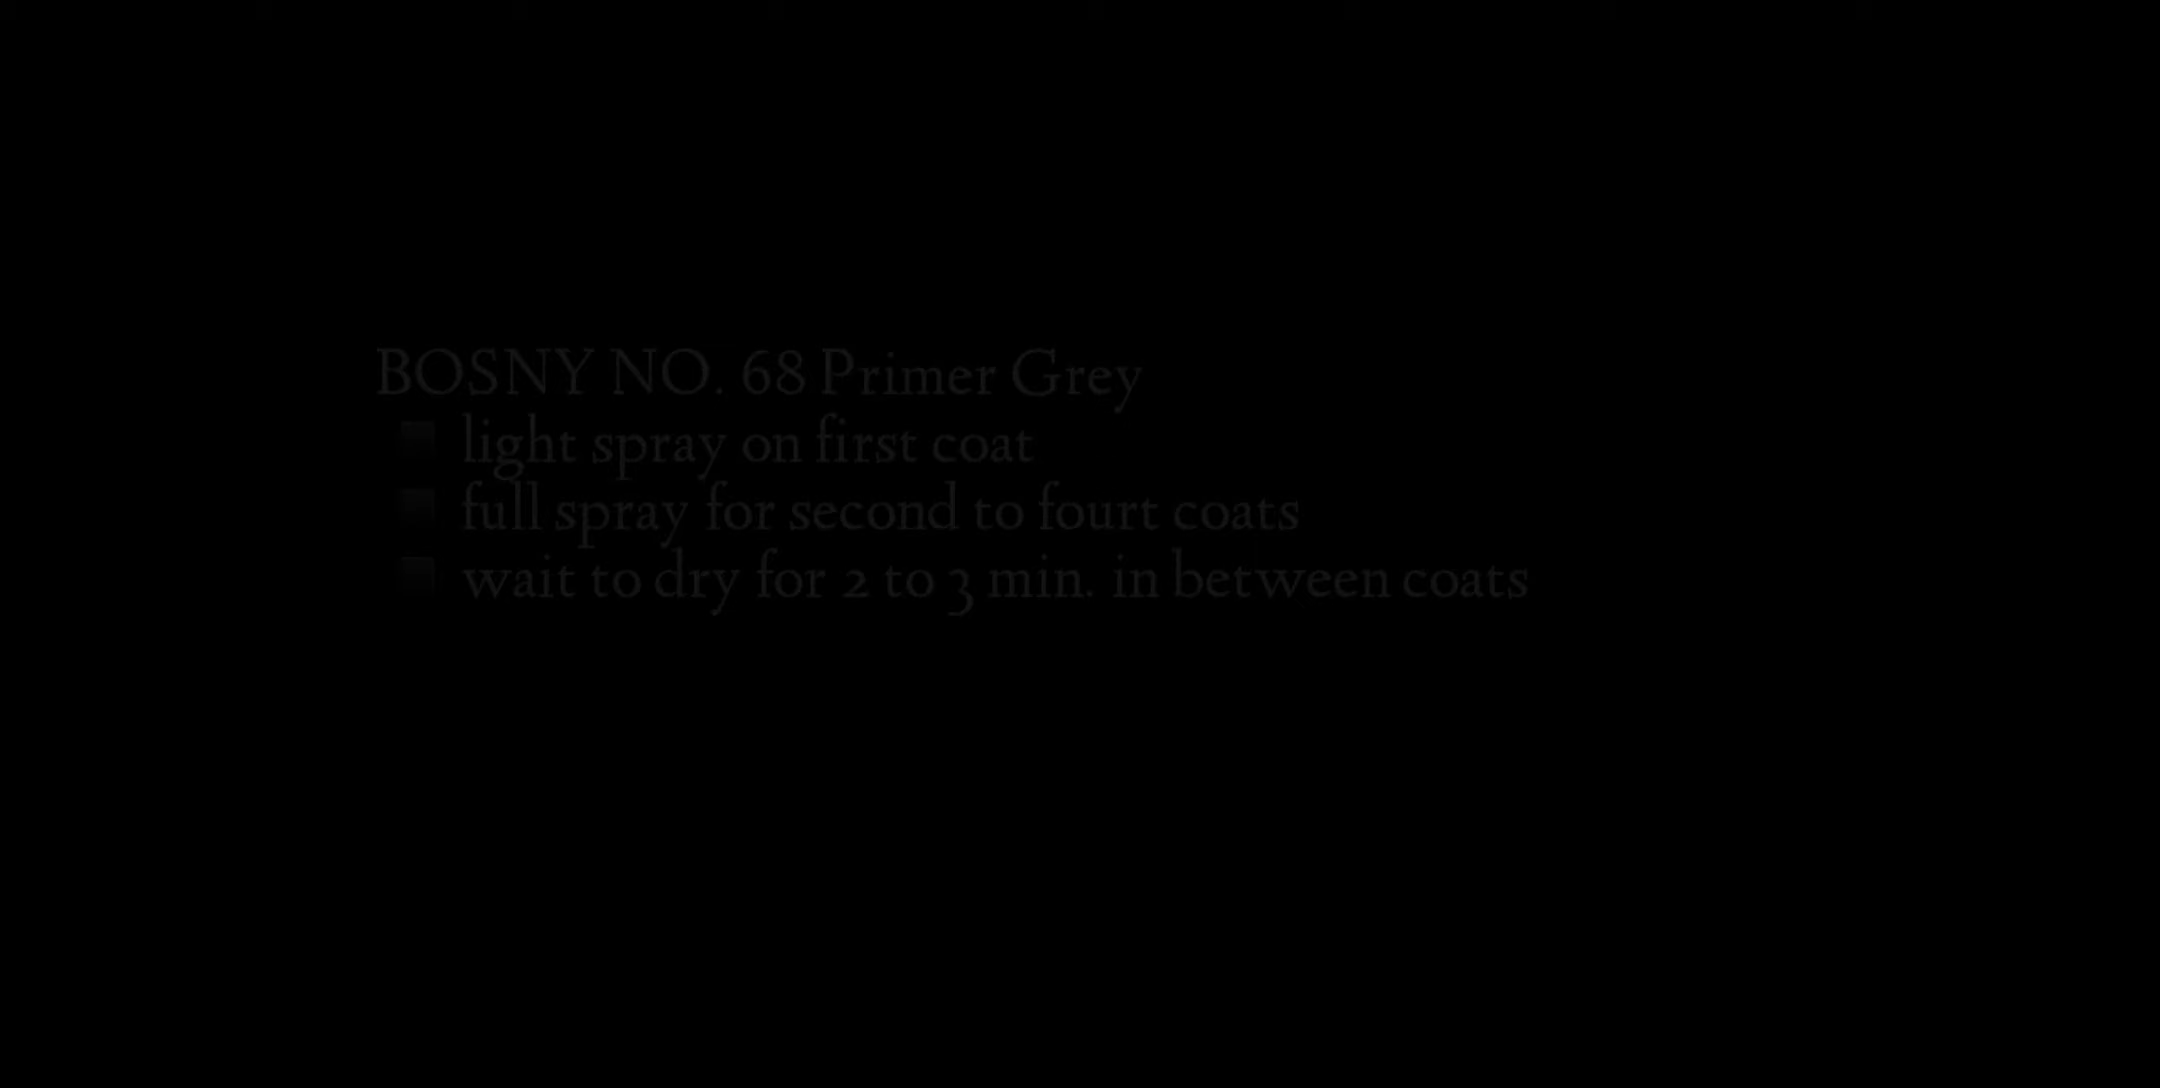 BOSNY NO. 68 Primer Grey
light spray on first coat
full spray for second to fourt coats
wait to dry for 2 to 3 min. in between coats